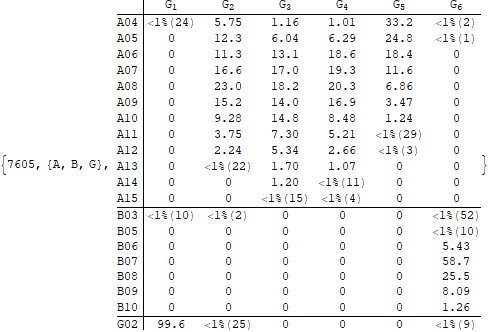 G1 G2 G3 G4 G5 G6
A04 <1%(24) 5.75 1.16 1.01 33.2 <1%(2)
A05 0 12.3 6.04 6.29 24.8 <1%(1)
A06 0 11.3 13.1 18.6 18.4 0
A07 0 16.6 17.0 19.3 11.6 0
A08 0 23.0 18.2 20.3 6.86 0
A09 0 15.2 14.0 16.9 3.47 0
A10 0 9.28 14.8 8.48 1.24 0
A11 0 3.75 7.30 5.21 <1%(29) 0
A12 0 2.24 5.34 2.66 <1%(3) 0
{7605, {A, B, G}, A13 0 <1%(22) 1.70 1.07 0 0 }
A14 0 0 1.20 <1%(11) 0 0
A15 0 0 <1%(15) <1%(4) 0 0
B03 <1%(10) <1%(2) 0 0 0 <1%(52)
B05 0 0 0 0 0 <1%(10)
B06 0 0 0 0 0 5.43
B07 0 0 0 0 0 58.7
B08 0 0 0 0 0 25.5
B09 0 0 0 0 0 8.09
B10 0 0 0 0 0 1.26
G02 99.6 <1%(25) 0 0 0 <1%(9)